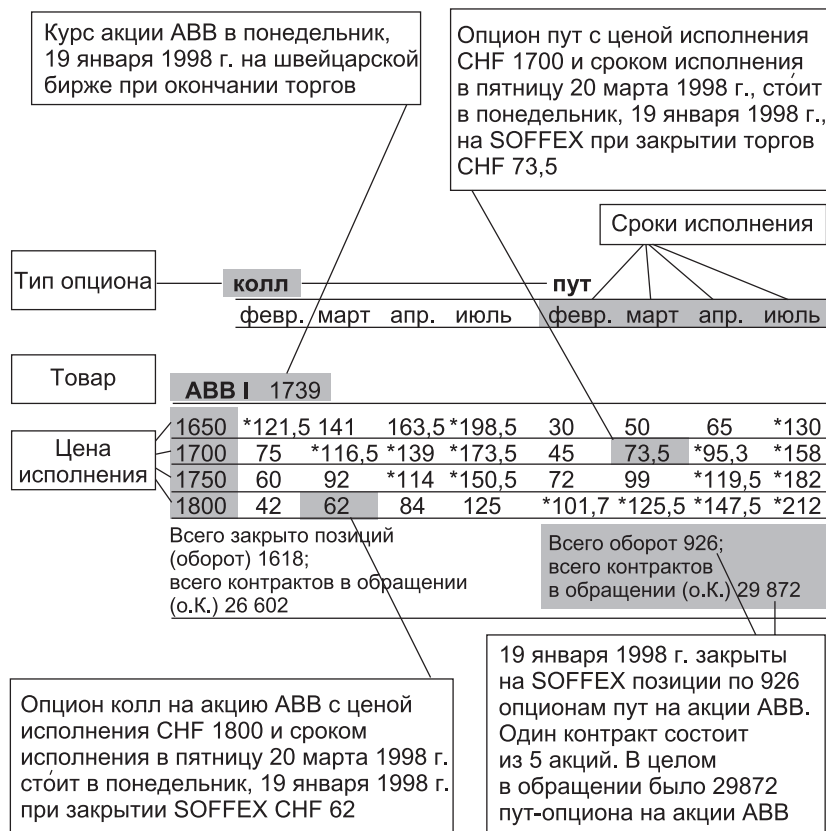 Курс акции ABB в понедельник,
19 января 1998 г. на швейцарской
бирже при окончании торгов
Опцион пут с ценой исполнения
CHF 1700 и сроком исполнения
в пятницу 20 марта 1998 г., сто́ит
в понедельник, 19 января 1998 г.,
на SOFFEX при закрытии торгов
CHF 73,5
Сроки исполнения
Тип опциона колл пут
февр. март апр. июль февр. март апр. июль
Товар
ABB I 1739
Цена
исполнения
1650 *121,5 141 163,5 *198,5 30 50 65 *130
1700 75 *116,5 *139 *173,5 45 73,5 *95,3 *158
1750 60 92 *114 *150,5 72 99 *119,5 *182
1800 42 62 84 125 *101,7 *125,5 *147,5 *212
Всего закрыто позиций
(оборот) 1618;
всего контрактов в обращении
(о.К.) 26 602
Всего оборот 926;
всего контрактов
в обращении (о.К.) 29 872
Опцион колл на акцию ABB с ценой
исполнения CHF 1800 и сроком
исполнения в пятницу 20 марта 1998 г.
сто́ит в понедельник, 19 января 1998 г.
при закрытии SOFFEX CHF 62
19 января 1998 г. закрыты
на SOFFEX позиции по 926
опционам пут на акции ABB.
Один контракт состоит
из 5 акций. В целом
в обращении было 29872
пут-опциона на акции ABB